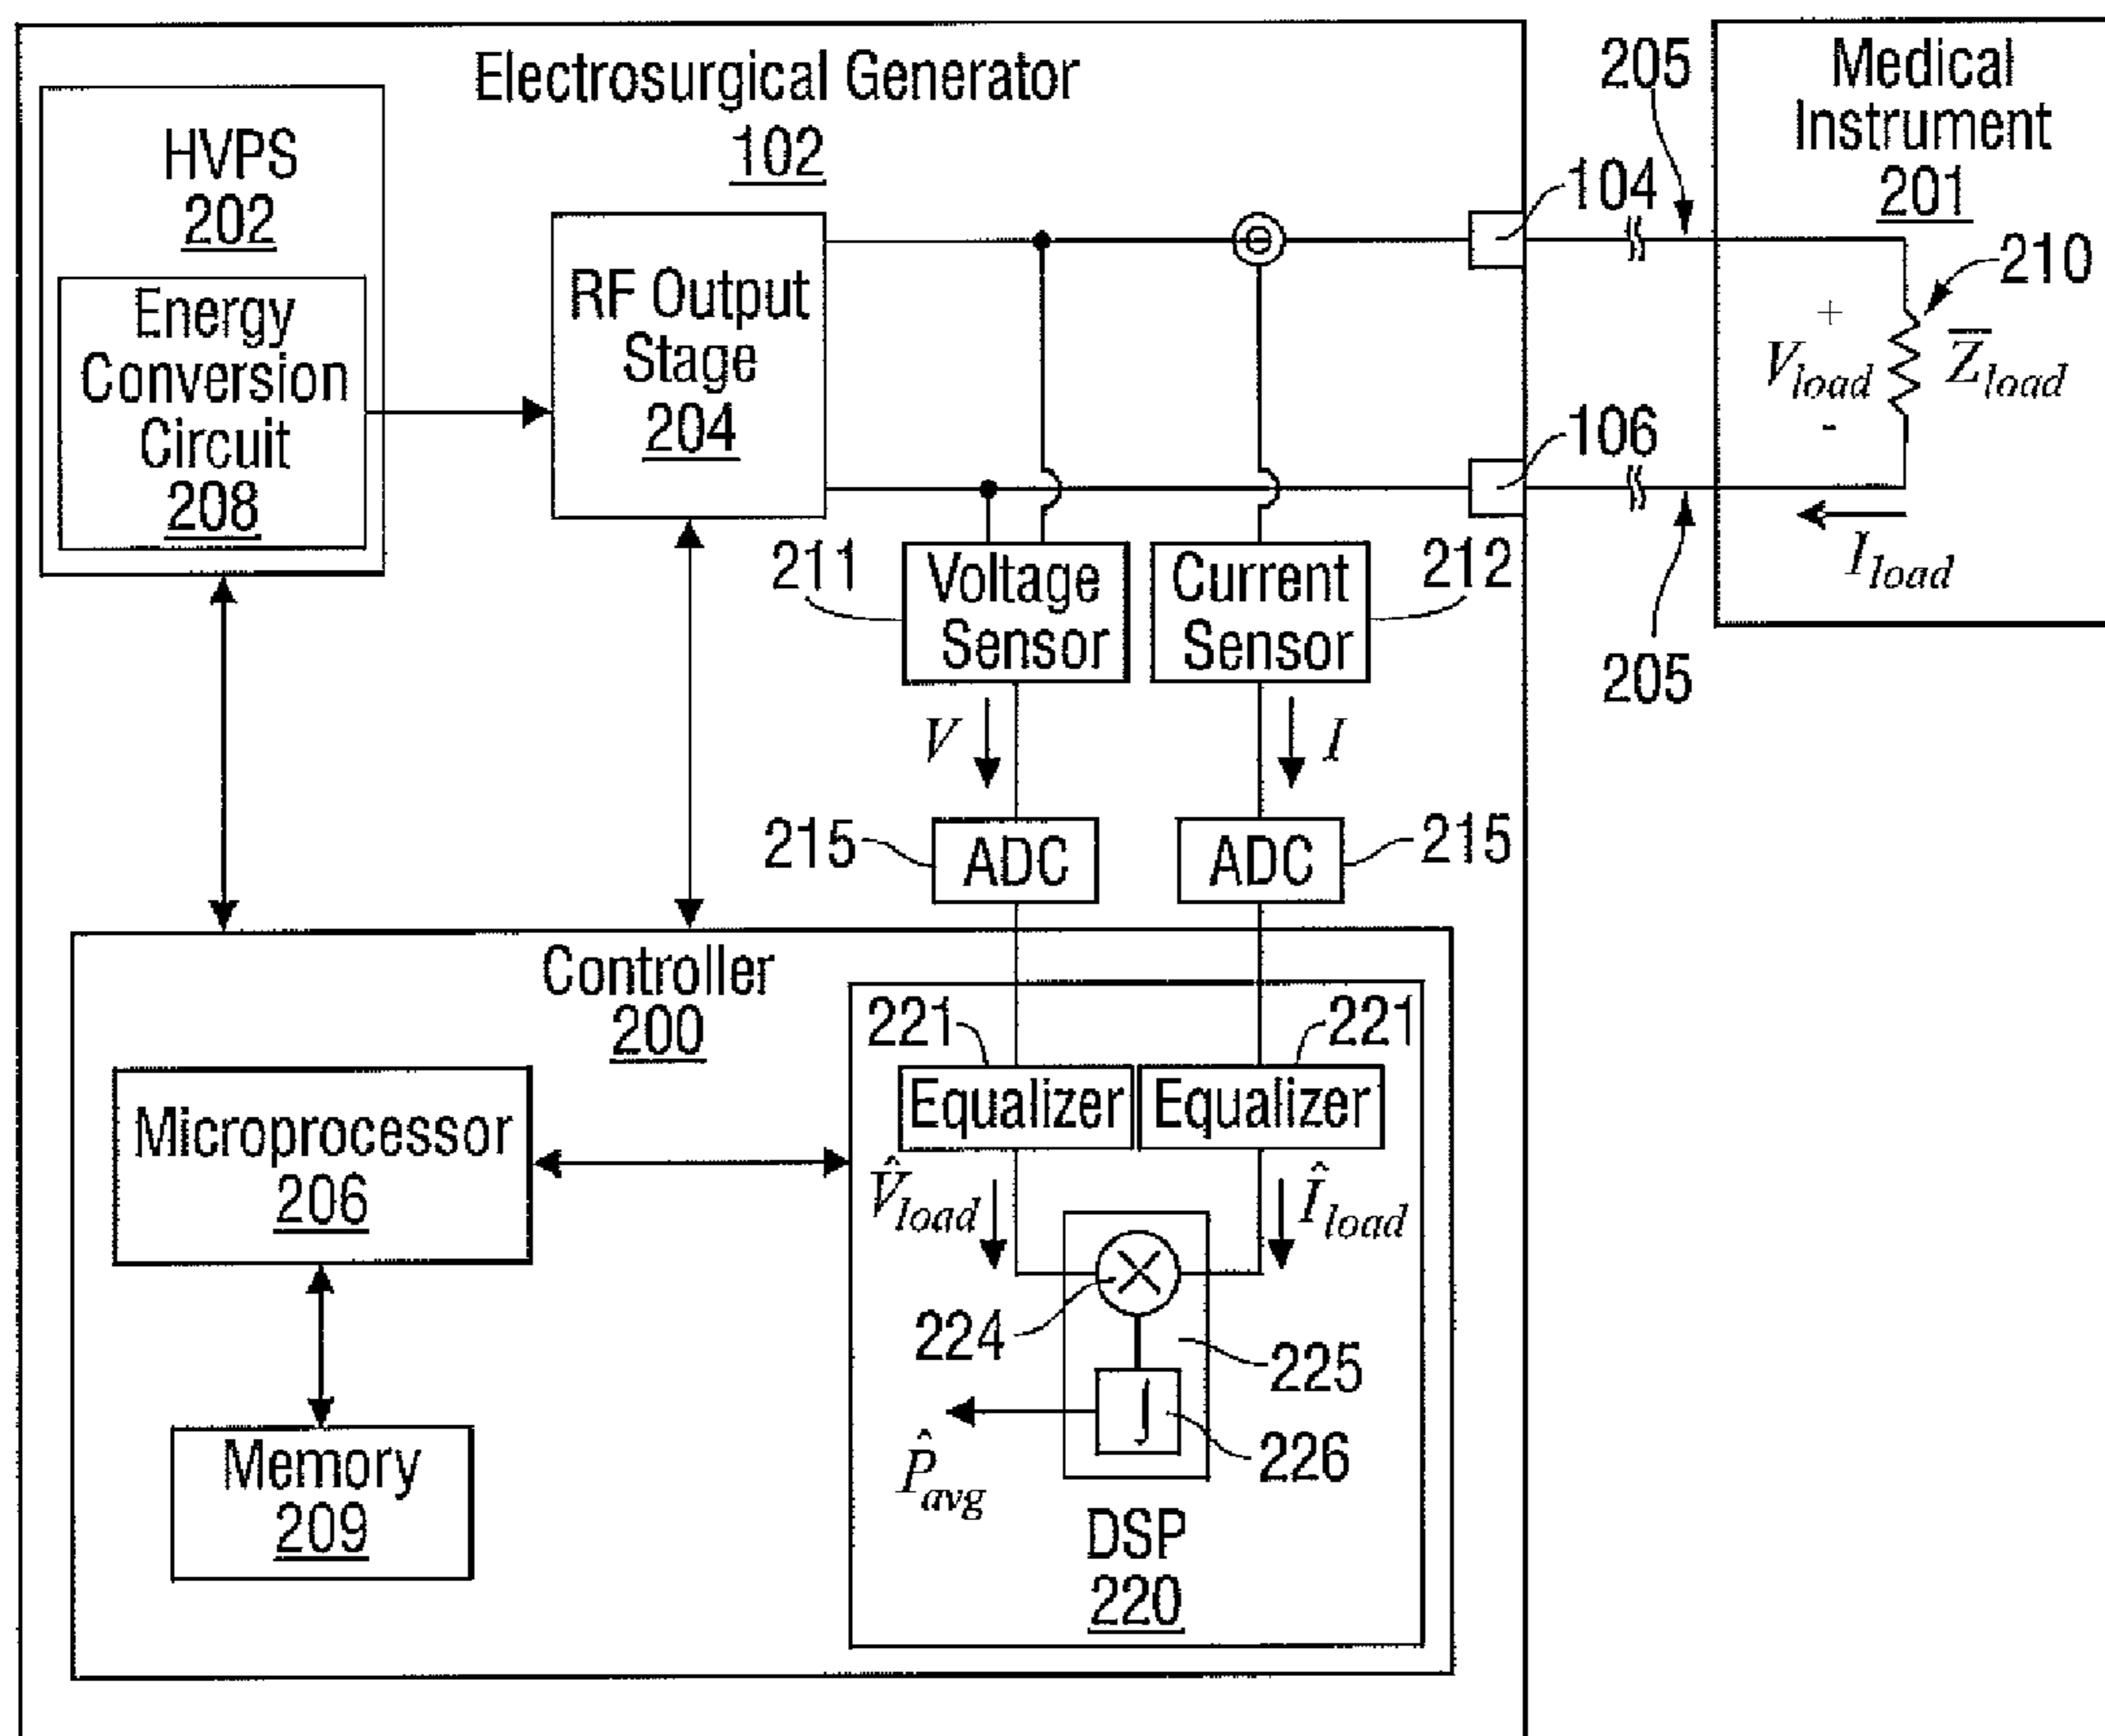 Electrosurgical Generator
102
HVPS
202
Energy
Conversion
Circuit
208
RF Output
Stage
204
104
106
205
205
Medical
Instrument
201
210
+
V_load
-
Z̅_load
I_load
211
Voltage
Sensor
Current
Sensor
212
V
I
215
ADC
ADC
215
Controller
200
Microprocessor
206
Memory
209
221
221
Equalizer
Equalizer
V̂_load
Î_load
224
225
∫
226
P̂_avg
DSP
220